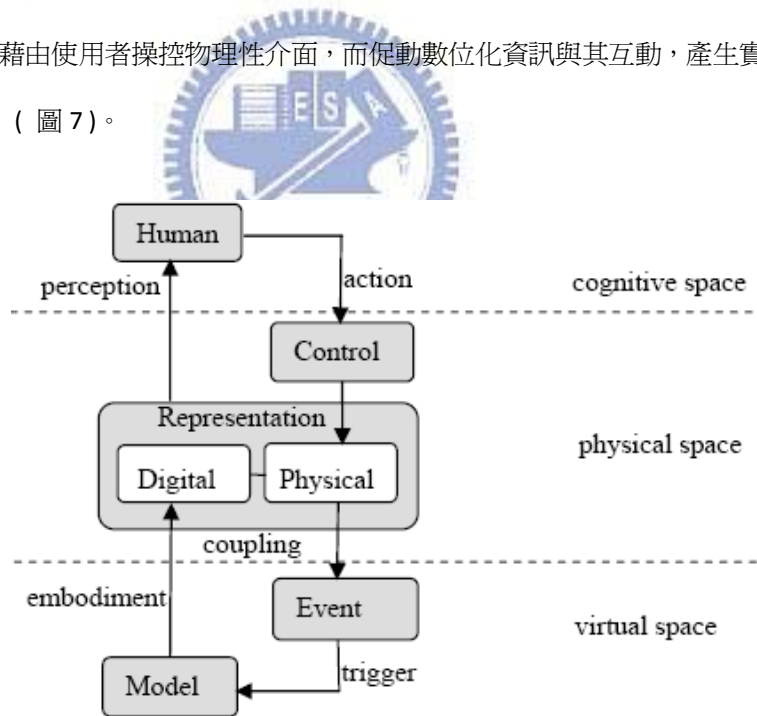 藉由使用者操控物理性介面，而促動數位化資訊與其互動，產生實
( 圖 7 )。
E S A
Human
perception
action
cognitive space
Control
Representation
physical space
Digital
Physical
coupling
embodiment
Event
virtual space
trigger
Model